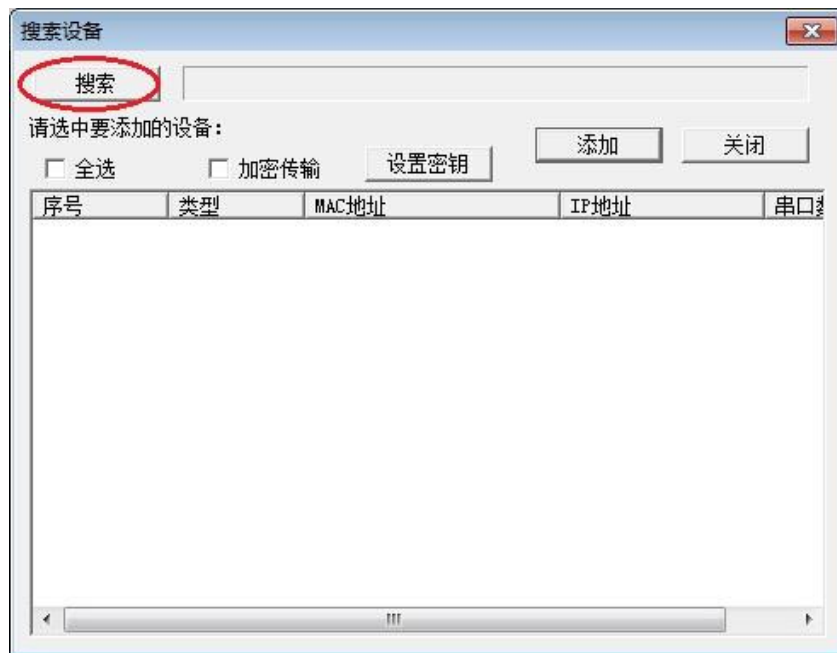 搜索设备
搜索
请选中要添加的设备：
添加
关闭
全选
加密传输
设置密钥
序号 类型 MAC地址 IP地址 串口